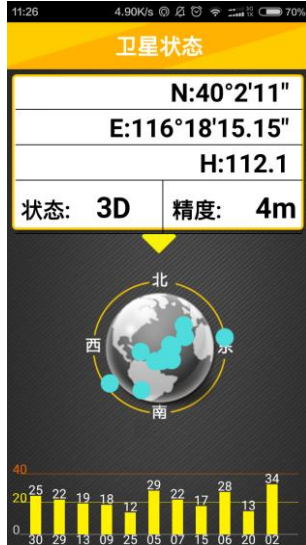 11:26 4.90K/s 70%
卫星状态
N:40°2'11"
E:116°18'15.15"
H:112.1
状态: 3D 精度: 4m
北
西 东
南
40
20
0
25 22 19 18 12 29 22 17 28 13 34
30 29 13 09 25 05 07 15 06 20 02